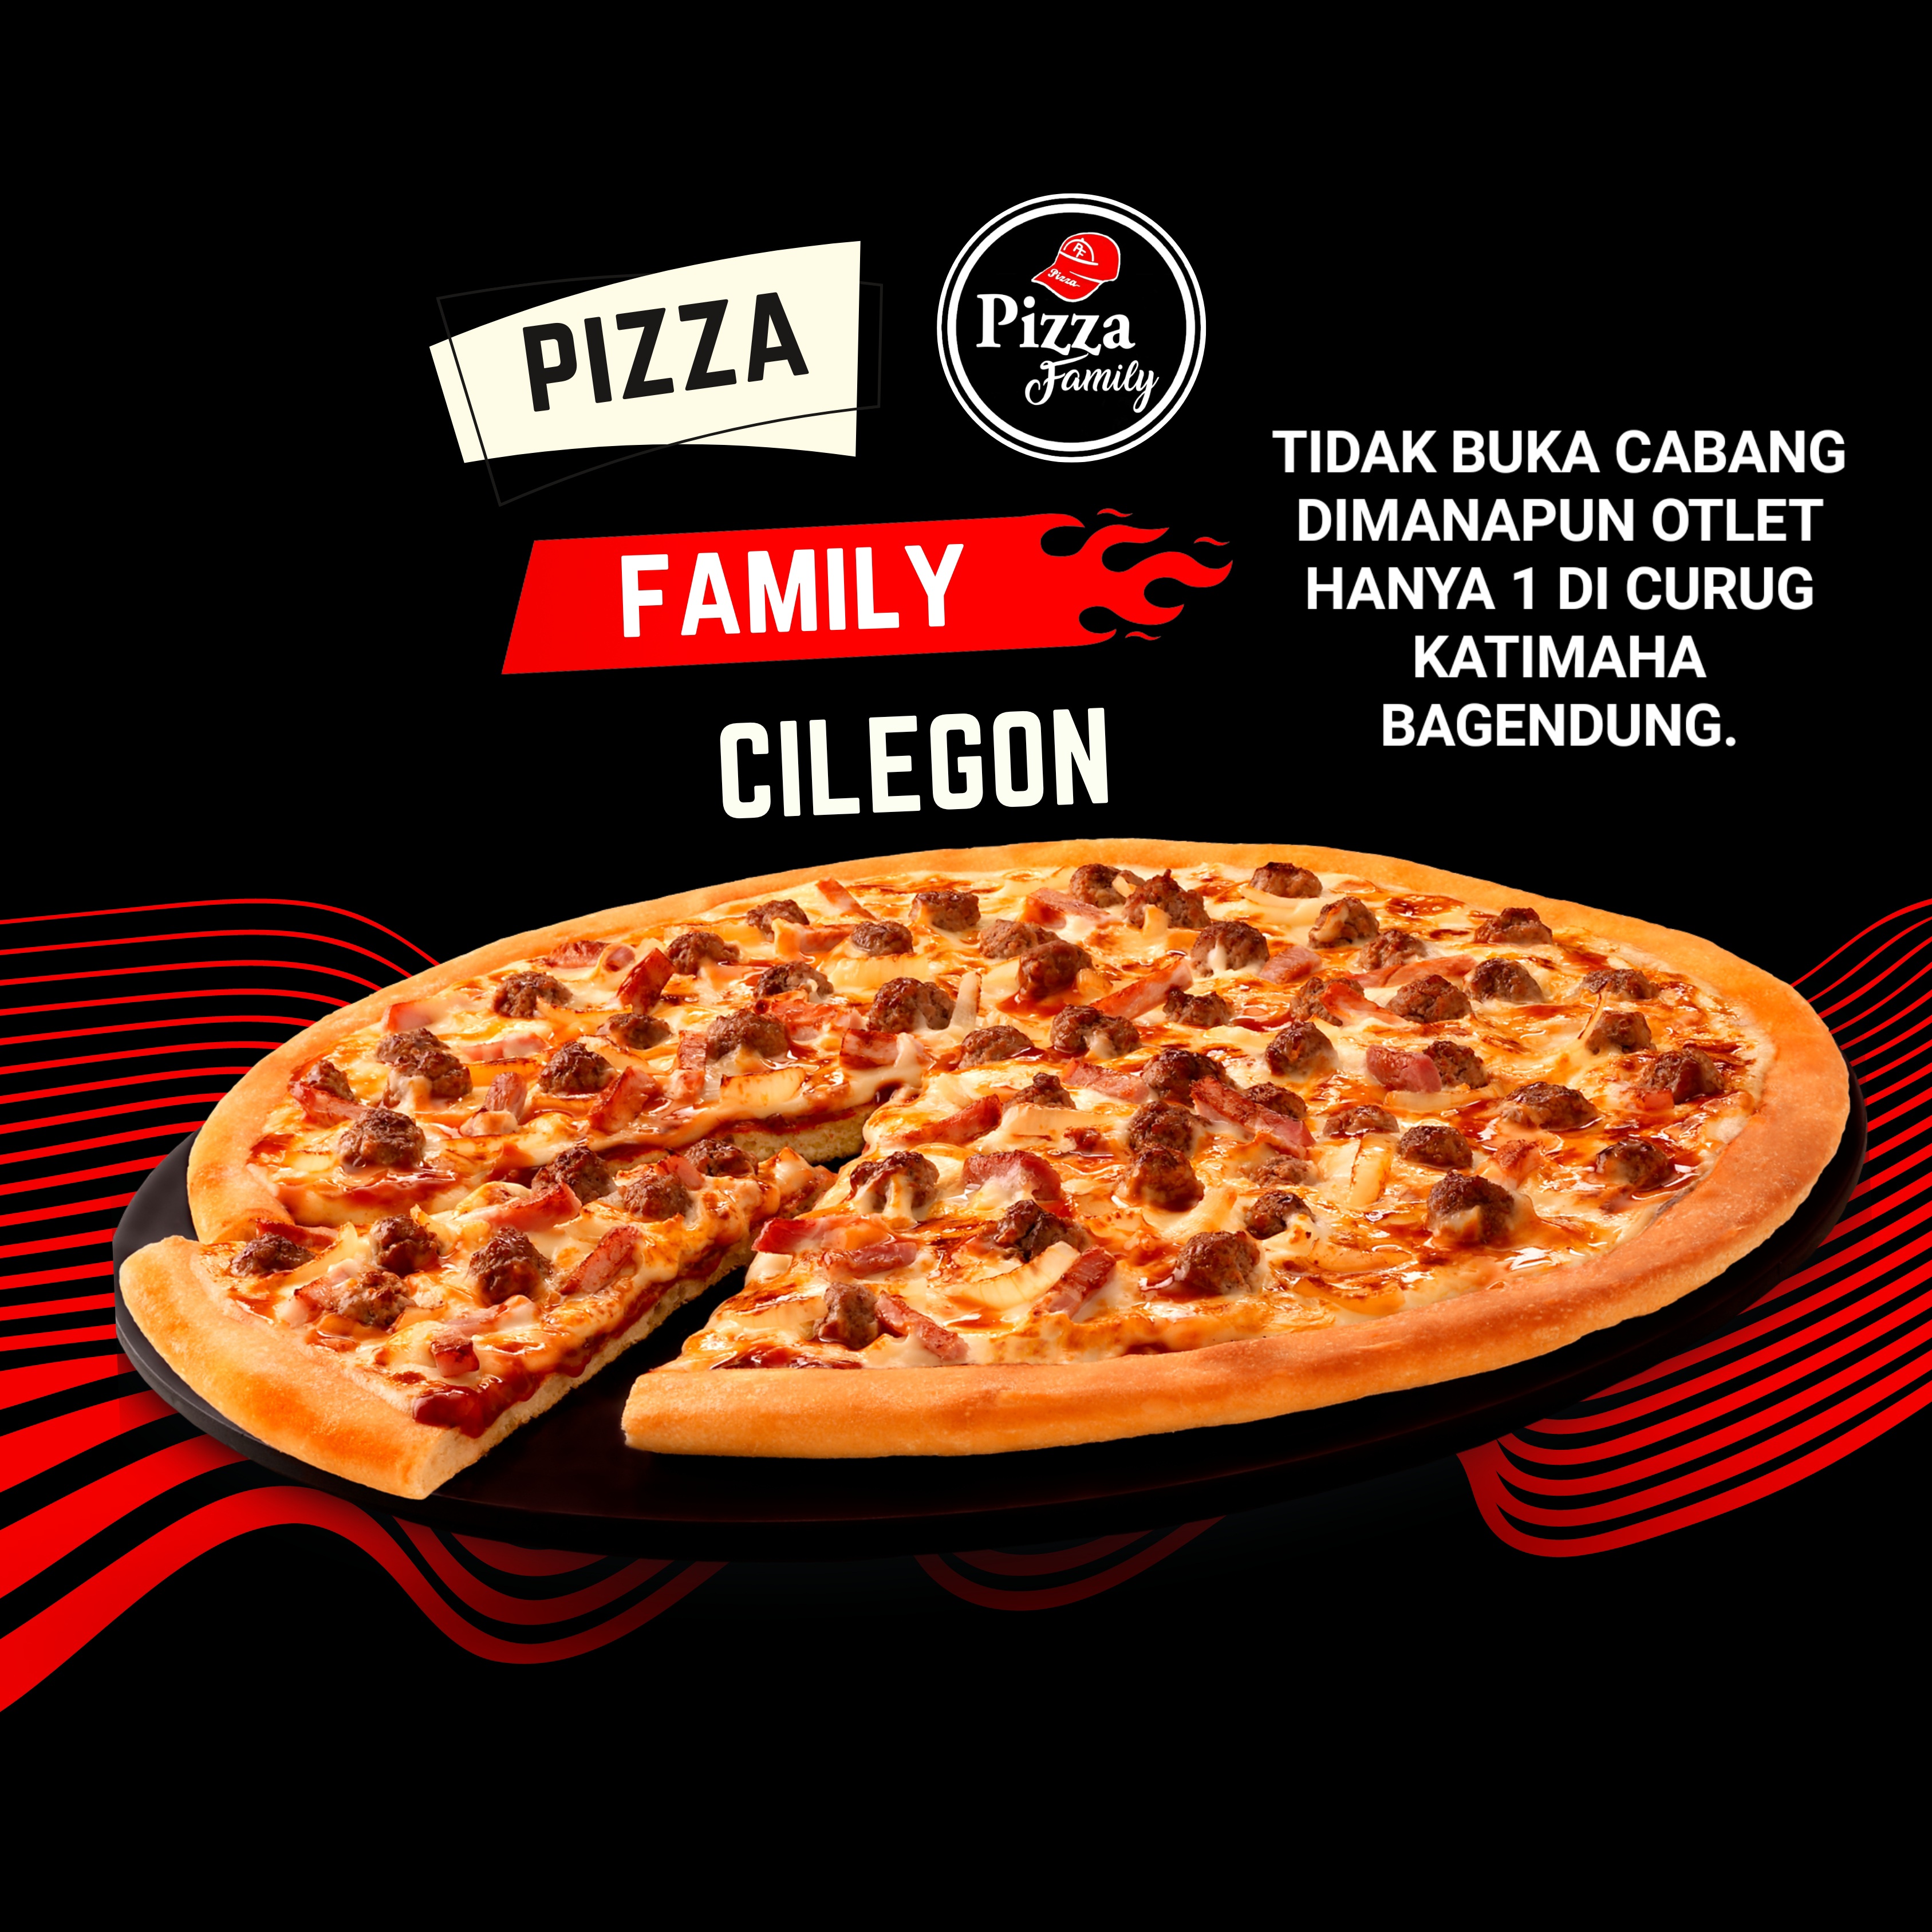 PIZZA
Pizza
Pizza
Family
FAMILY
CILEGON
TIDAK BUKA CABANG
DIMANAPUN OTLET
HANYA 1 DI CURUG
KATIMAHA
BAGENDUNG.